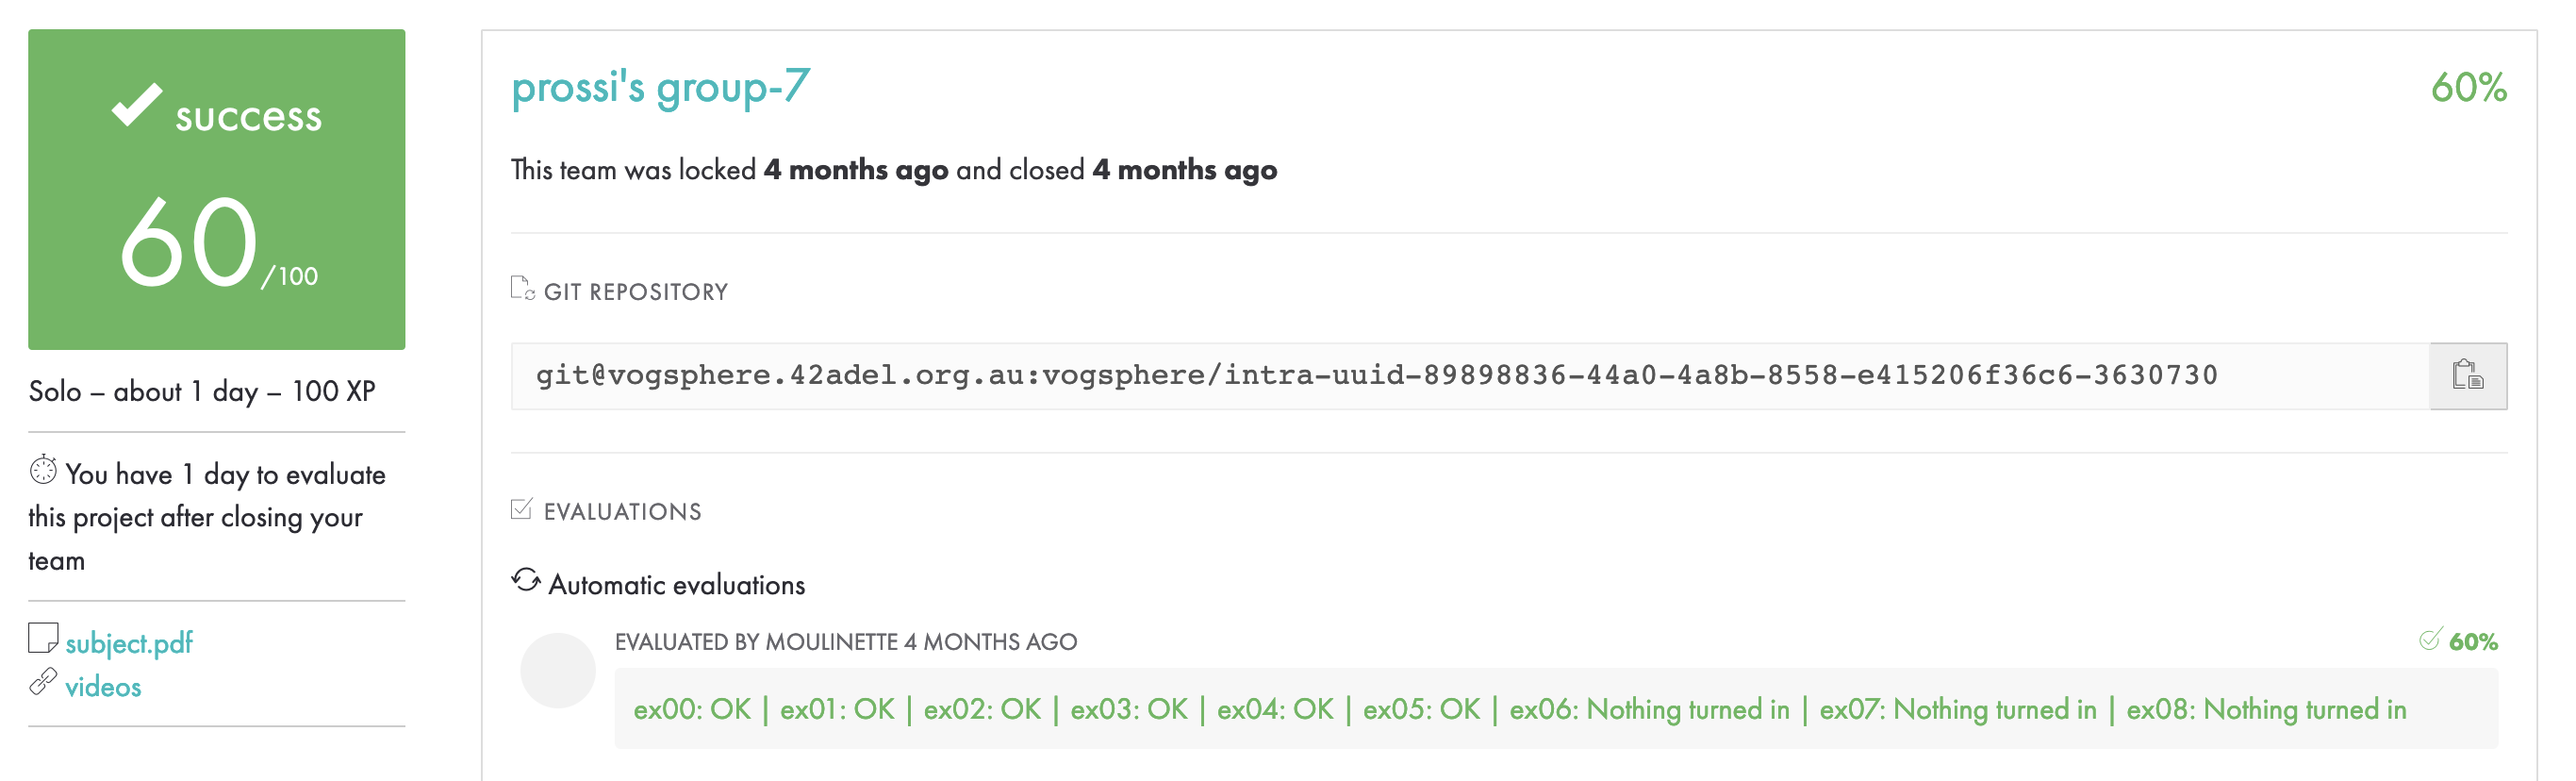 success
60/100
Solo – about 1 day – 100 XP
You have 1 day to evaluate
this project after closing your
team
subject.pdf
videos
prossi's group-7
60%
This team was locked 4 months ago and closed 4 months ago
GIT REPOSITORY
git@vogsphere.42adel.org.au:vogsphere/intra-uuid-89898836-44a0-4a8b-8558-e415206f36c6-3630730
EVALUATIONS
Automatic evaluations
EVALUATED BY MOULINETTE 4 MONTHS AGO
60%
ex00: OK | ex01: OK | ex02: OK | ex03: OK | ex04: OK | ex05: OK | ex06: Nothing turned in | ex07: Nothing turned in | ex08: Nothing turned in